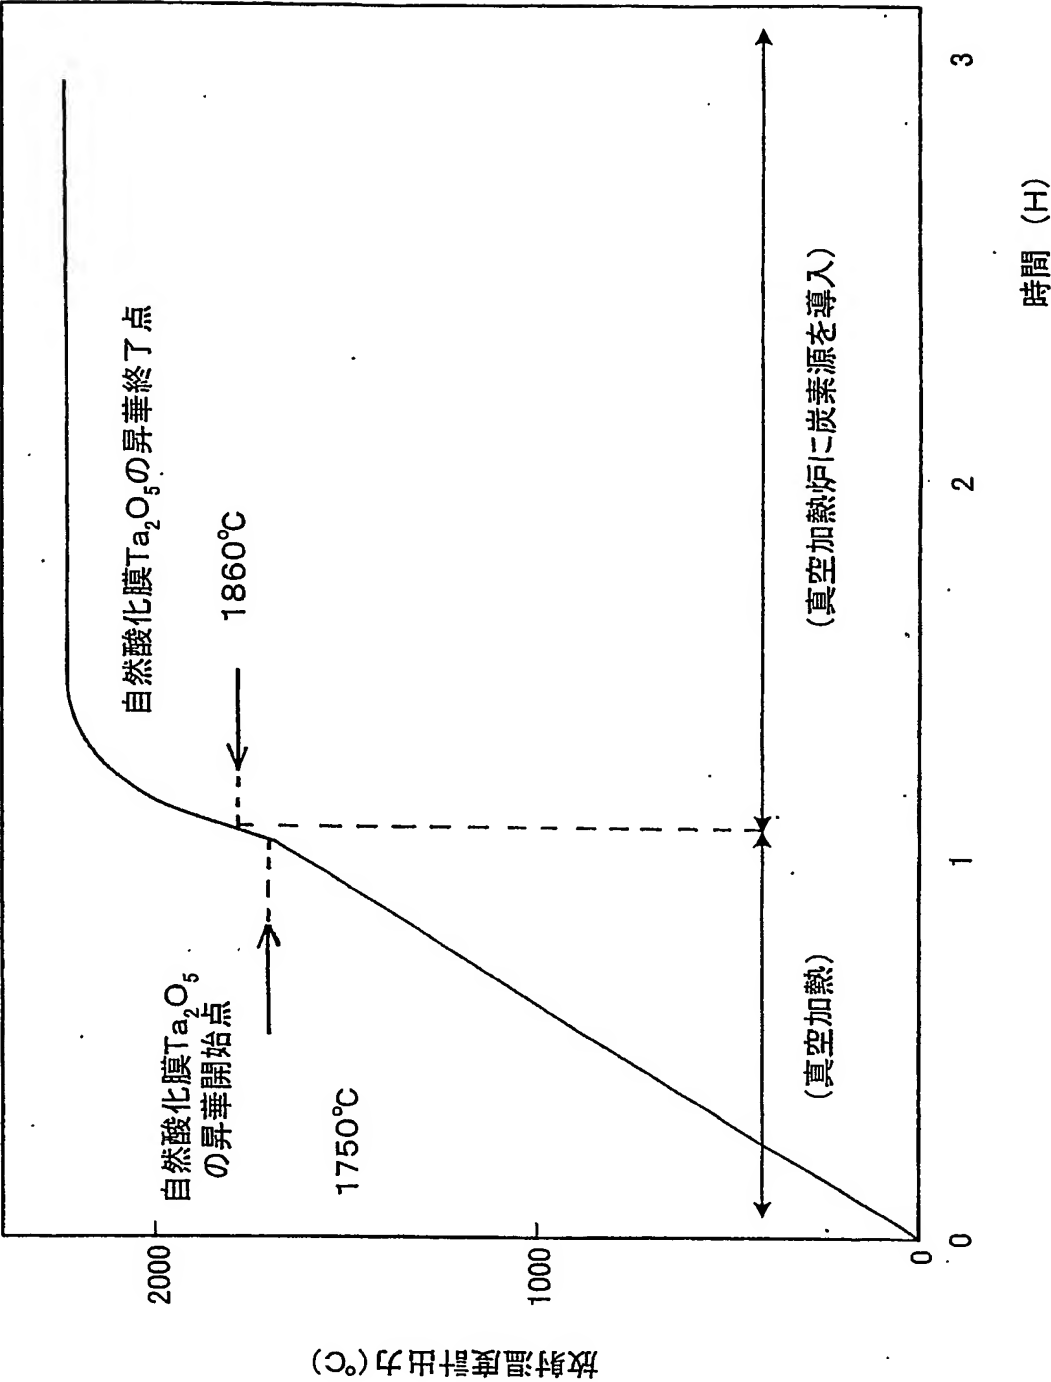 放射温度計出力(℃)
2000
1000
0
自然酸化膜Ta₂O₅の昇華終了点
1860℃
自然酸化膜Ta₂O₅
の昇華開始点
1750℃
(真空加熱)
(真空加熱炉に炭素源を導入)
0
1
2
3
時間 (H)